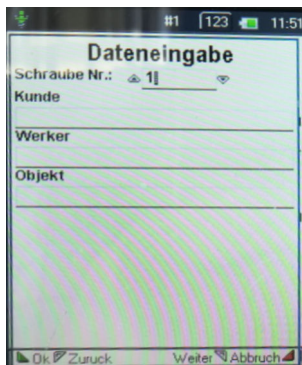 #1 123 11:51
Dateneingabe
Schraube Nr.: 1
Kunde
Werker
Objekt
Ok Zuruck Weiter Abbruch